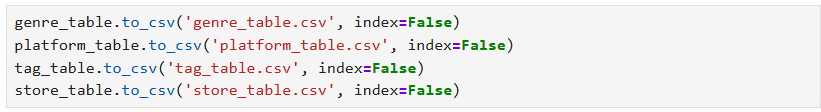 genre_table.to_csv('genre_table.csv', index=False)
platform_table.to_csv('platform_table.csv', index=False)
tag_table.to_csv('tag_table.csv', index=False)
store_table.to_csv('store_table.csv', index=False)